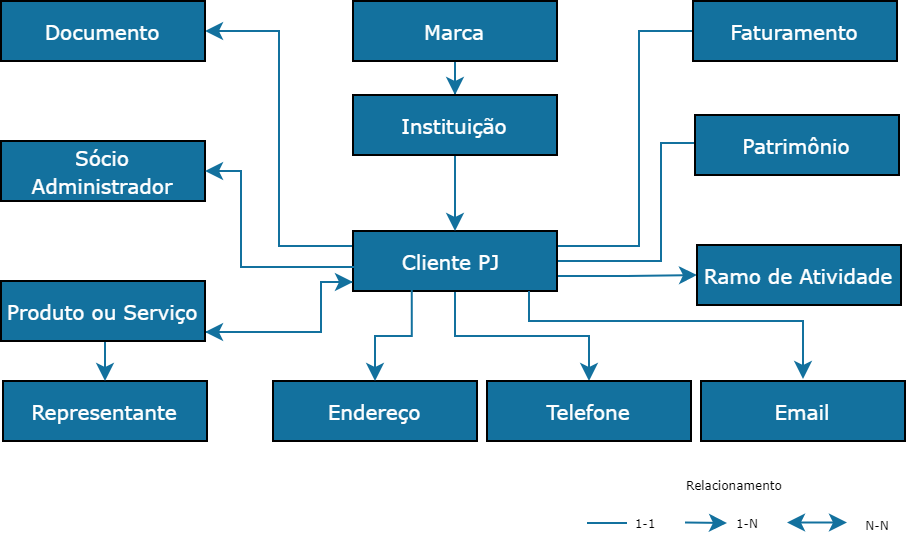 Documento
Marca
Faturamento
Instituição
Patrimônio
Sócio
Administrador
Cliente PJ
Ramo de Atividade
Produto ou Serviço
Representante
Endereço
Telefone
Email
Relacionamento
1-1
1-N
N-N